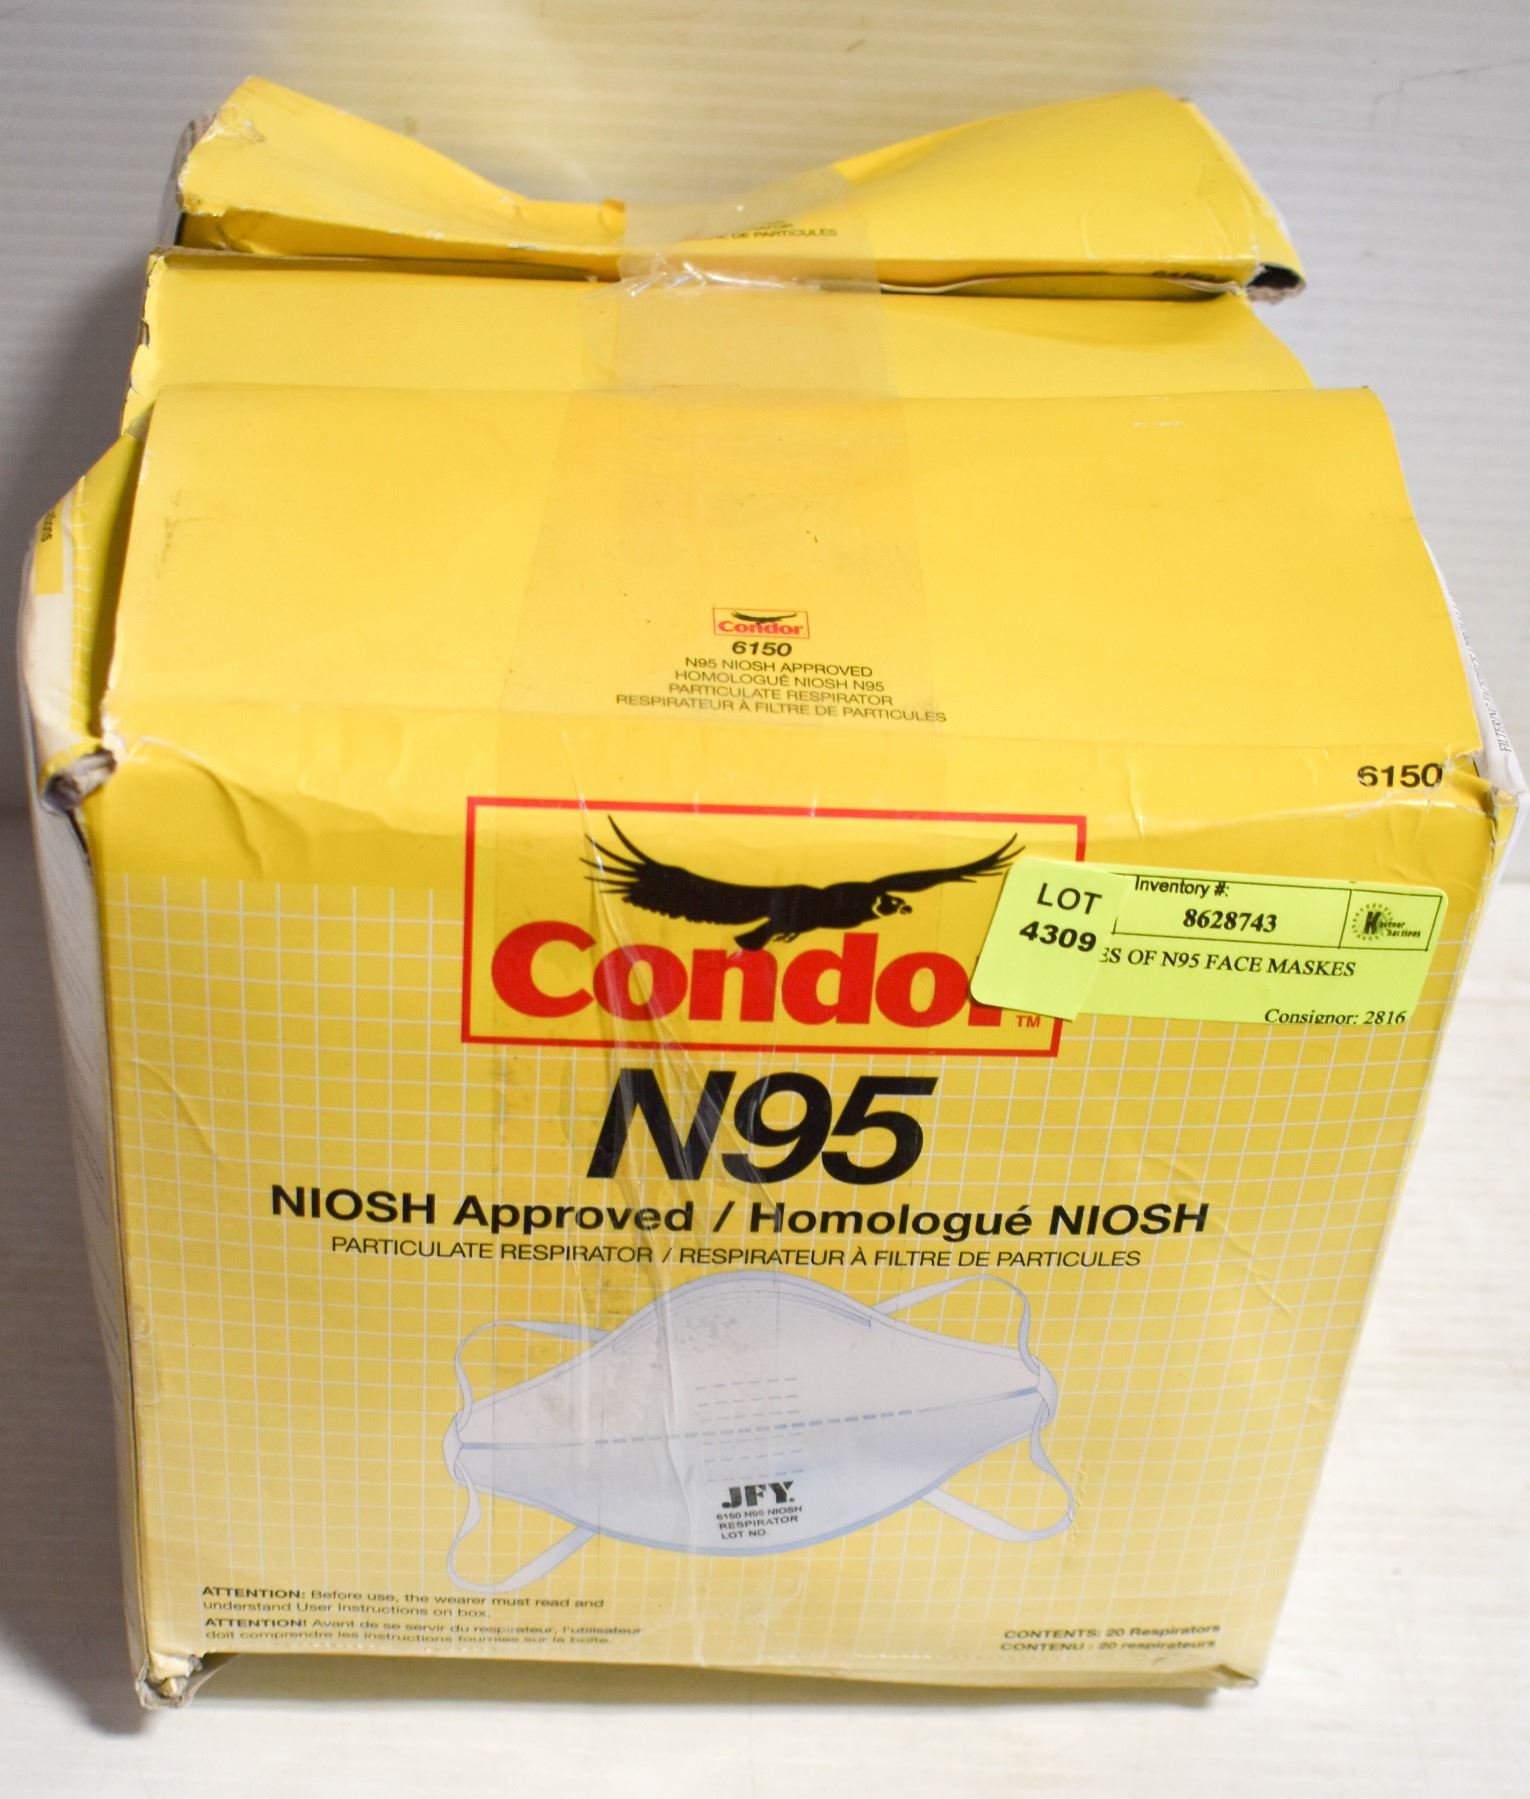 DE PARTICULES
Condor
6150
N95 NIOSH APPROVED
HOMOLOGUÉ NIOSH N95
PARTICULATE RESPIRATOR
RESPIRATEUR À FILTRE DE PARTICULES
6150
Condor TM
LOT
4309
Inventory #:
8628743
ES OF N95 FACE MASKES
Consignor: 2816
N95
NIOSH Approved / Homologué NIOSH
PARTICULATE RESPIRATOR / RESPIRATEUR À FILTRE DE PARTICULES
JFY.
6150 N95 NIOSH
RESPIRATOR
LOT NO.
ATTENTION: Before use, the wearer must read and
understand User Instructions on box.
ATTENTION! Avant de se servir du respirateur, l'utilisateur
doit comprendre les instructions fournies sur la boîte.
CONTENTS: 20 Respirators
CONTENU : 20 respirateurs